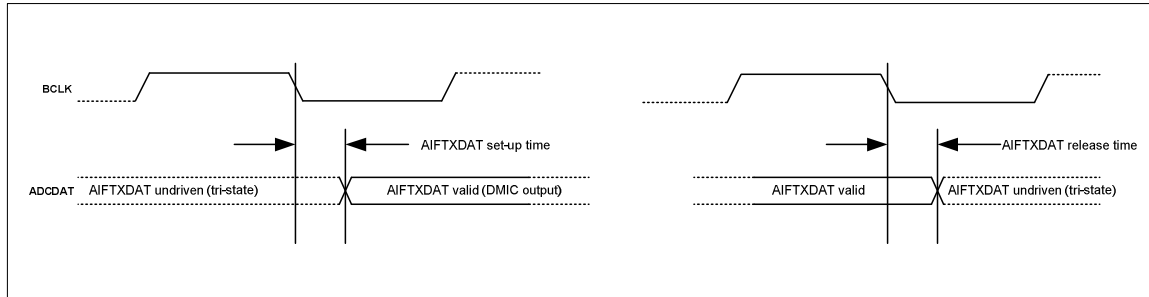 BCLK
AIFTXDAT set-up time
AIFTXDAT release time
ADCDAT
AIFTXDAT undriven (tri-state)
AIFTXDAT valid (DMIC output)
AIFTXDAT valid
AIFTXDAT undriven (tri-state)